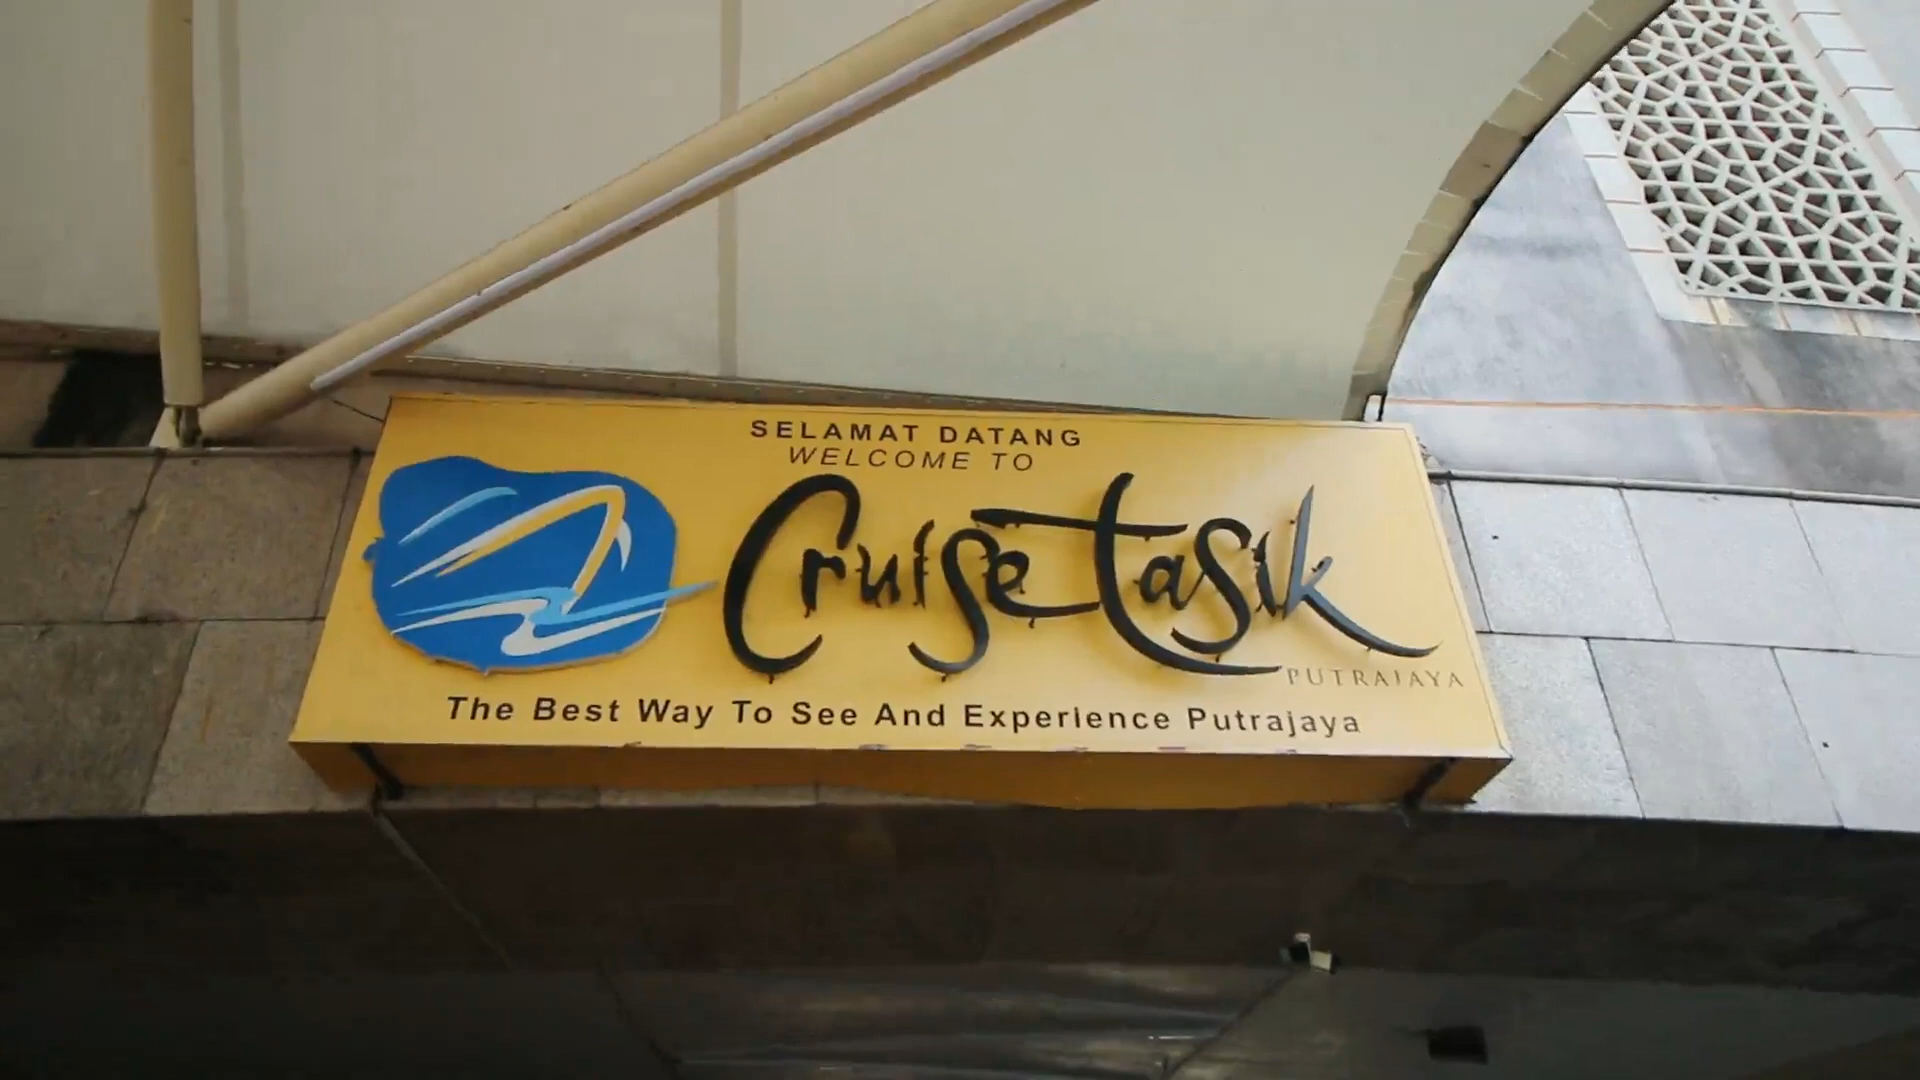 SELAMAT DATANG
WELCOME TO
Cruise Tasik
PUTRAJAYA
The Best Way To See And Experience Putrajaya